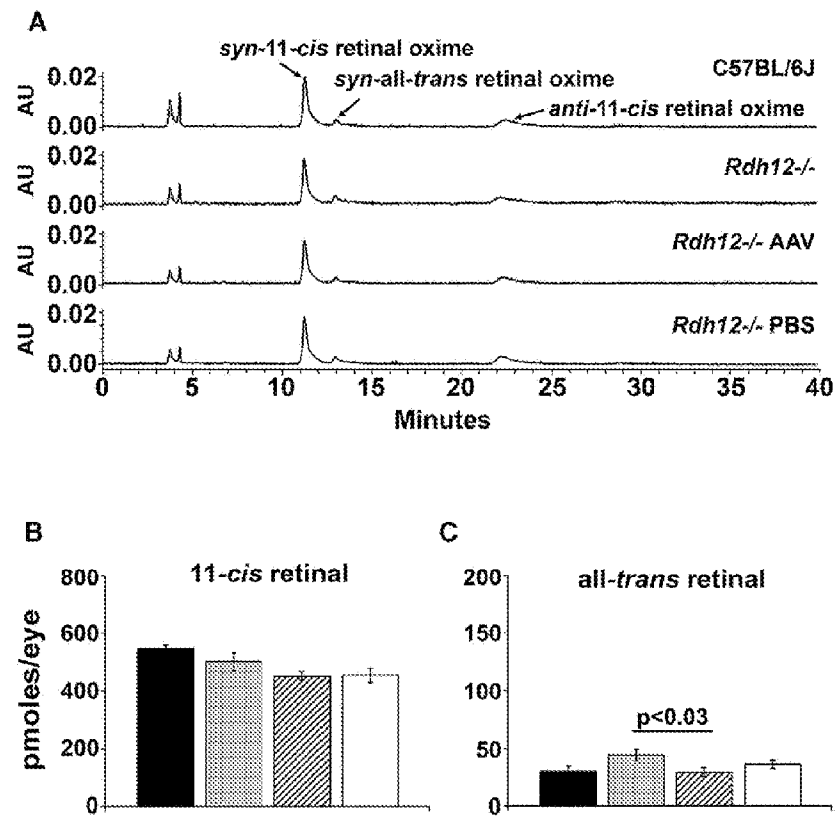 A
syn-11-cis retinal oxime
syn-all-trans retinal oxime
anti-11-cis retinal oxime
C57BL/6J
AU
0.02
0.00
Rdh12-/-
AU
0.02
0.00
Rdh12-/- AAV
AU
0.02
0.00
Rdh12-/- PBS
AU
0.02
0.00
0 5 10 15 20 25 30 35 40
Minutes
B
11-cis retinal
pmoles/eye
800
600
400
200
0
C
all-trans retinal
200
150
100
50
0
p<0.03